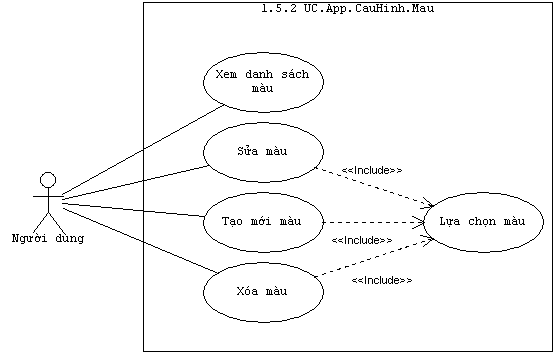 1.5.2 UC.App.CauHinh.Mau
Xem danh sách
màu
Sửa màu
<<Include>>
Tạo mới màu
Lựa chọn màu
Người dùng
<<Include>>
Xóa màu
<<Include>>